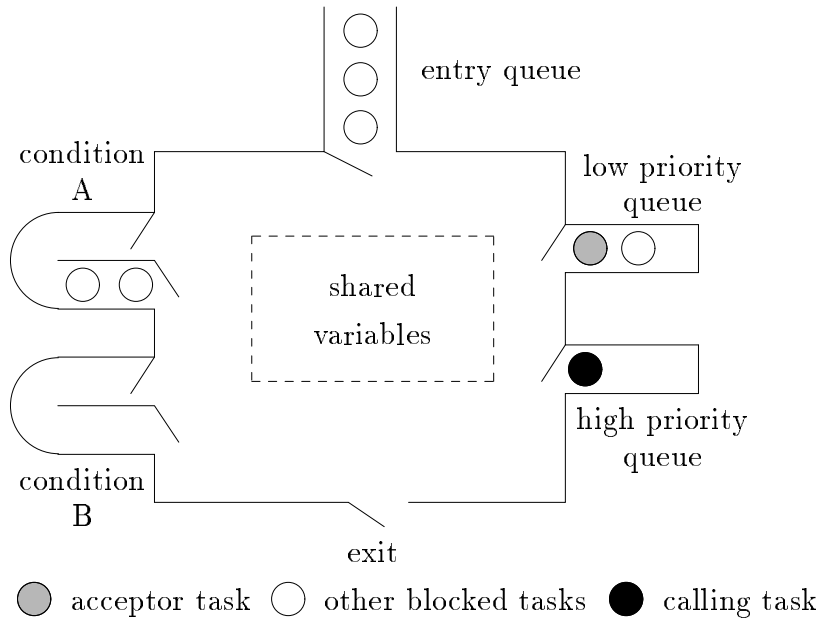 entry queue
condition
A
low priority
queue
shared
variables
high priority
queue
condition
B
exit
acceptor task other blocked tasks calling task